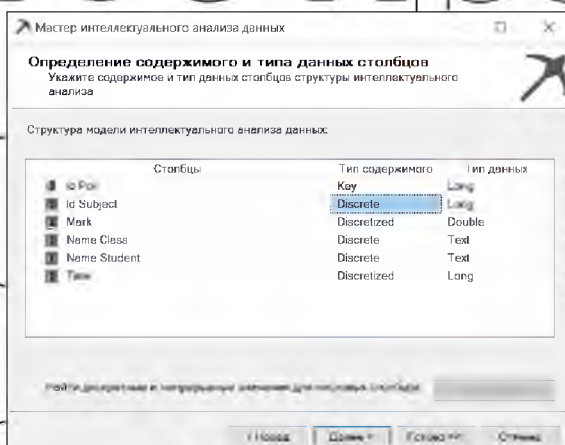 Мастер интеллектуального анализа данных
Определение содержимого и типа данных столбцов
Укажите содержимое и тип данных столбцов структуры интеллектуального
анализа
Структура модели интеллектуального анализа данных:
Столбцы Тип содержимого Тип данных
Key Long
Id Subject Discrete Long
Mark Discretized Double
Name Class Discrete Text
Name Student Discrete Text
Discretized Long
< Назад Далее > Готово >>| Отмена